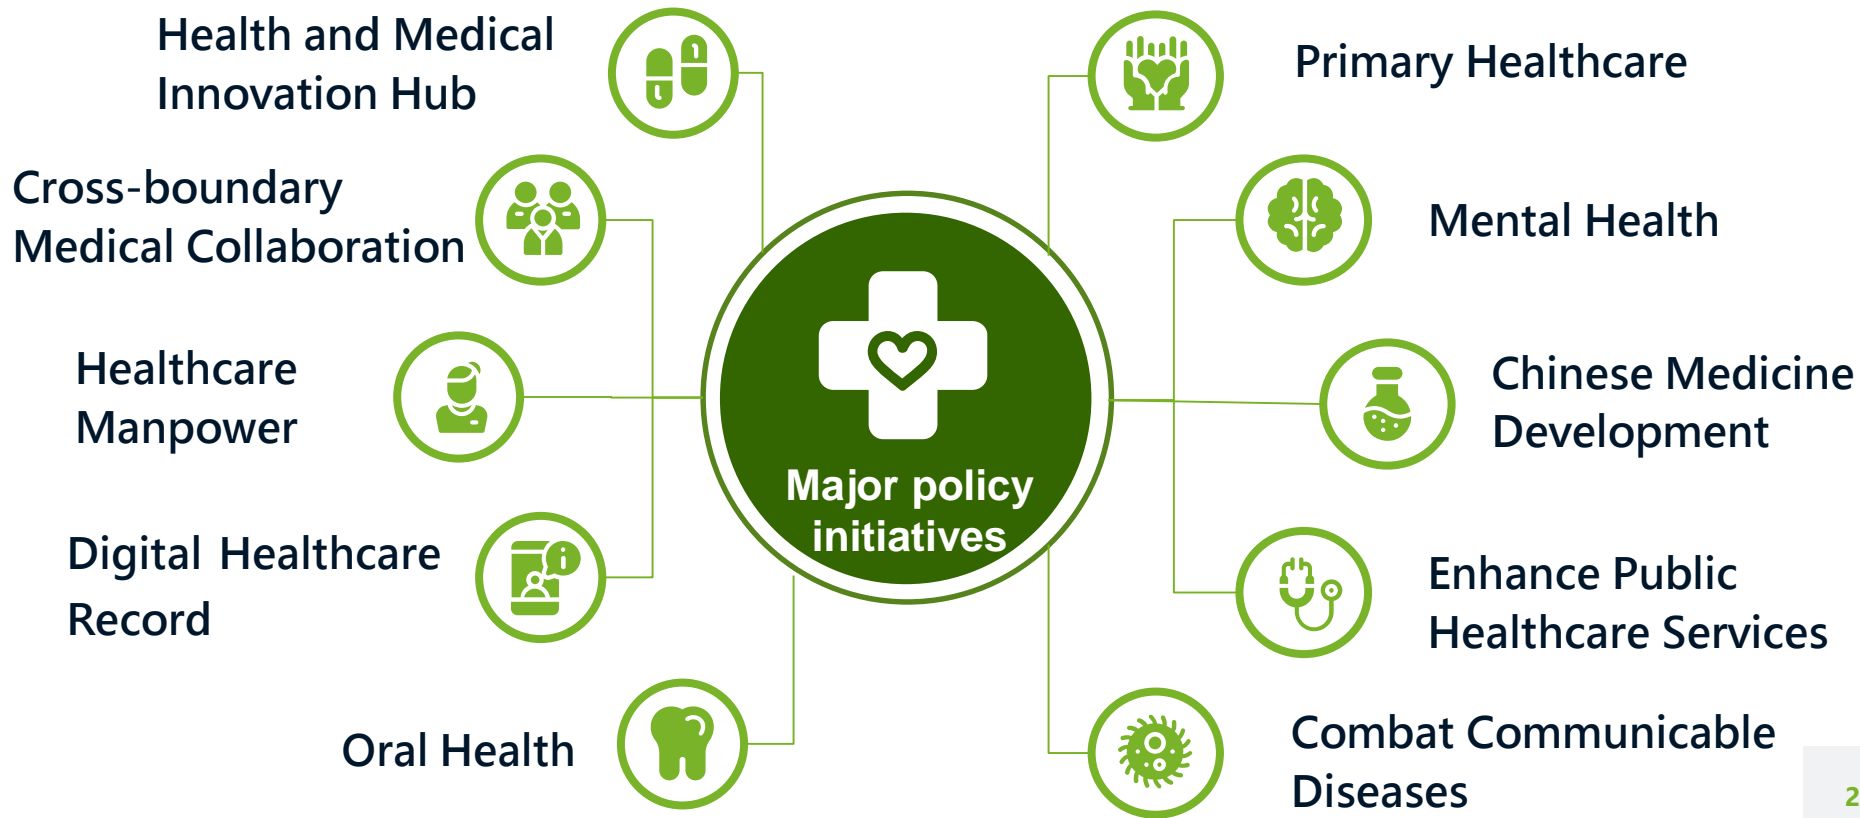 Health and Medical
Innovation Hub
Cross-boundary
Medical Collaboration
Healthcare
Manpower
Digital Healthcare
Record
Oral Health
Major policy
initiatives
Primary Healthcare
Mental Health
Chinese Medicine
Development
Enhance Public
Healthcare Services
Combat Communicable
Diseases
2